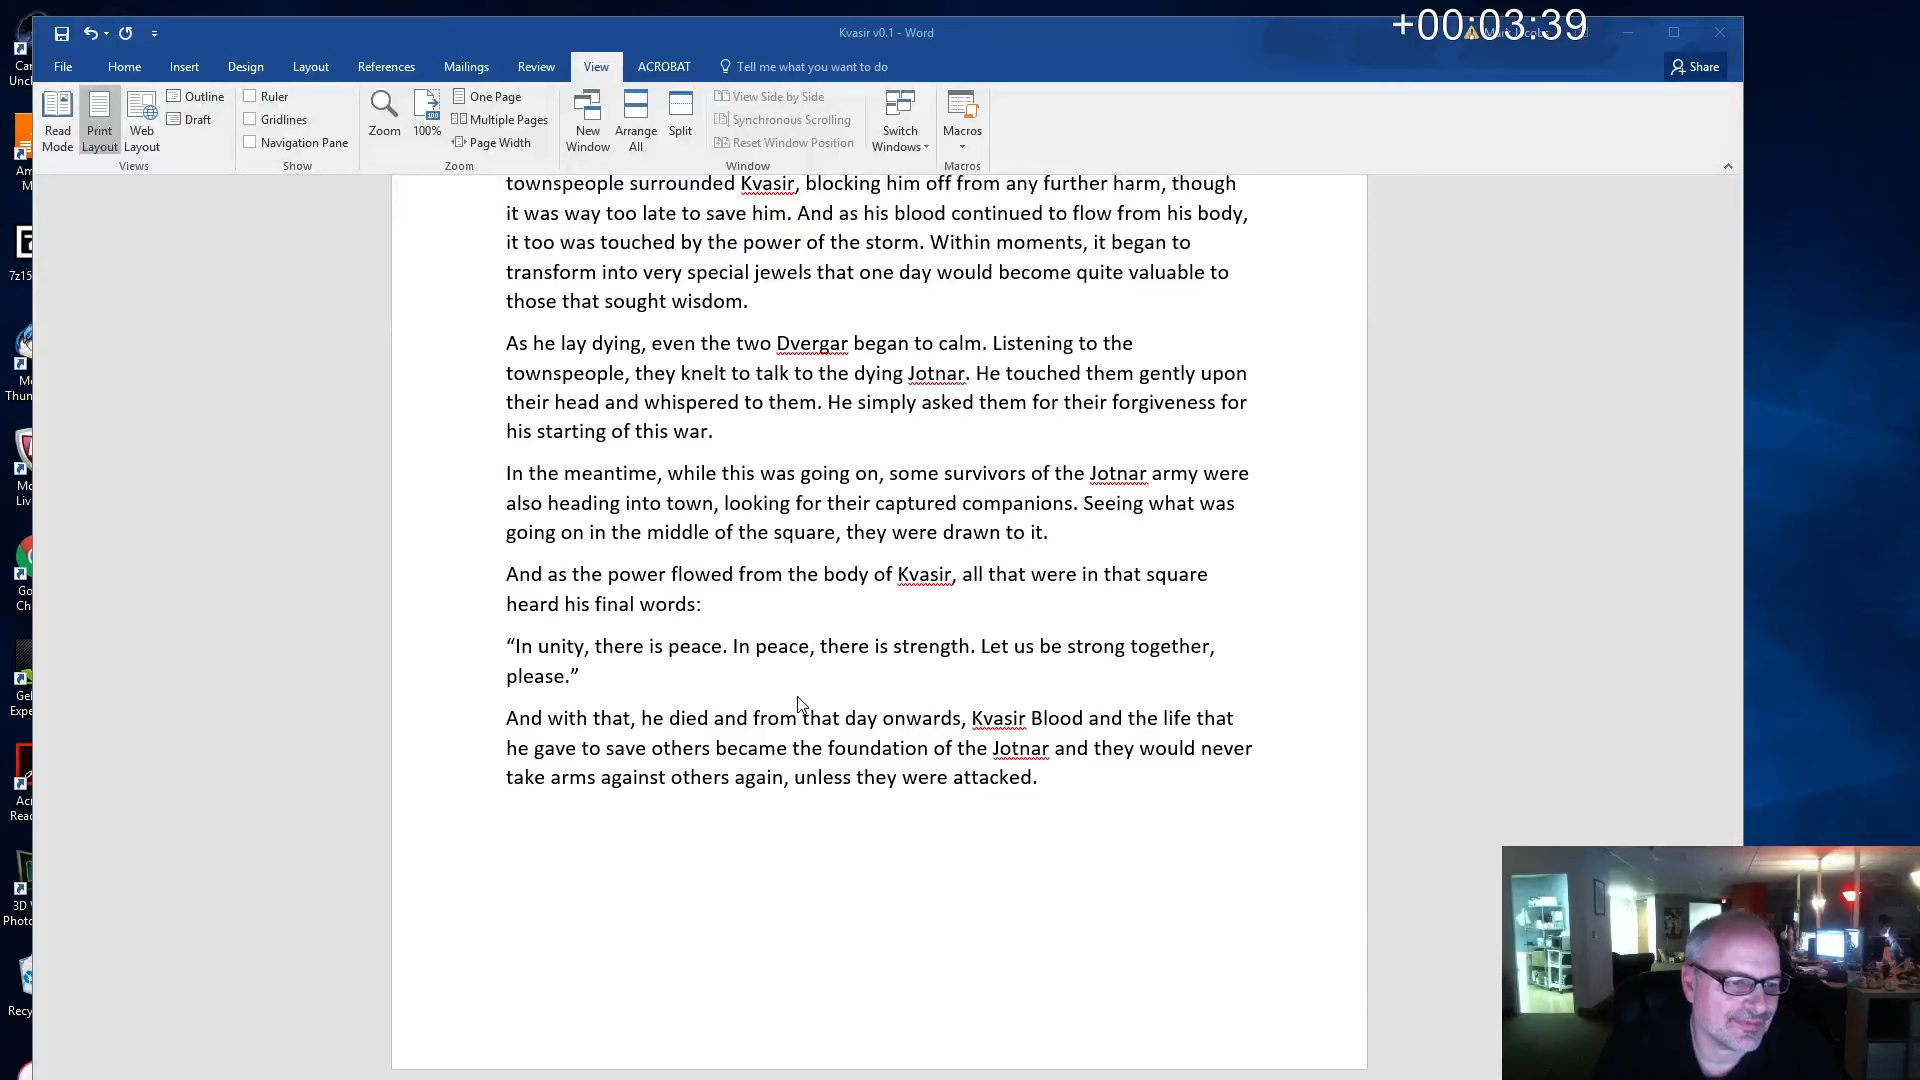 +00:03:39
Kvasir v0.1 - Word
File Home Insert Design Layout References Mailings Review View ACROBAT Tell me what you want to do Share
Read Mode
Print Layout
Web Layout
Outline
Draft
Views
Ruler
Gridlines
Navigation Pane
Show
Zoom
100%
One Page
Multiple Pages
Page Width
Zoom
New Window
Arrange All
Split
View Side by Side
Synchronous Scrolling
Reset Window Position
Window
Switch Windows
Macros
Macros
townspeople surrounded Kvasir, blocking him off from any further harm, though
it was way too late to save him. And as his blood continued to flow from his body,
it too was touched by the power of the storm. Within moments, it began to
transform into very special jewels that one day would become quite valuable to
those that sought wisdom.
As he lay dying, even the two Dvergar began to calm. Listening to the
townspeople, they knelt to talk to the dying Jotnar. He touched them gently upon
their head and whispered to them. He simply asked them for their forgiveness for
his starting of this war.
In the meantime, while this was going on, some survivors of the Jotnar army were
also heading into town, looking for their captured companions. Seeing what was
going on in the middle of the square, they were drawn to it.
And as the power flowed from the body of Kvasir, all that were in that square
heard his final words:
“In unity, there is peace. In peace, there is strength. Let us be strong together,
please.”
And with that, he died and from that day onwards, Kvasir Blood and the life that
he gave to save others became the foundation of the Jotnar and they would never
take arms against others again, unless they were attacked.